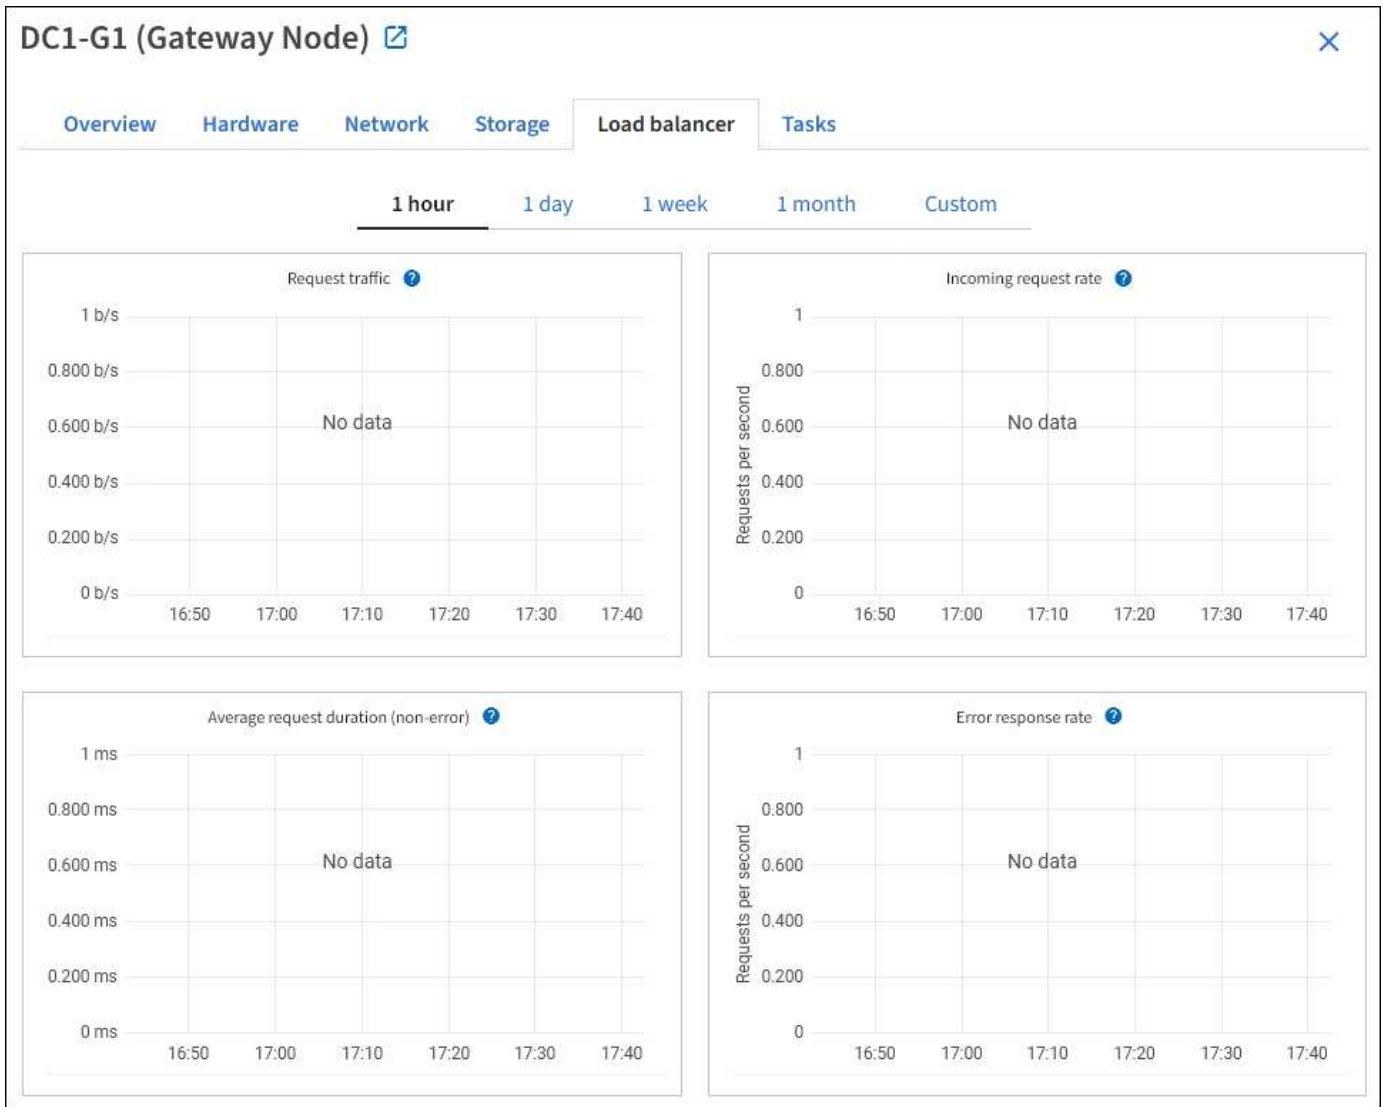 DC1-G1 (Gateway Node)
Overview Hardware Network Storage Load balancer Tasks
1 hour 1 day 1 week 1 month Custom
Request traffic
1 b/s
0.800 b/s
0.600 b/s
0.400 b/s
0.200 b/s
0 b/s
No data
16:50 17:00 17:10 17:20 17:30 17:40
Incoming request rate
Requests per second
1
0.800
0.600
0.400
0.200
0
No data
16:50 17:00 17:10 17:20 17:30 17:40
Average request duration (non-error)
1 ms
0.800 ms
0.600 ms
0.400 ms
0.200 ms
0 ms
No data
16:50 17:00 17:10 17:20 17:30 17:40
Error response rate
Requests per second
1
0.800
0.600
0.400
0.200
0
No data
16:50 17:00 17:10 17:20 17:30 17:40